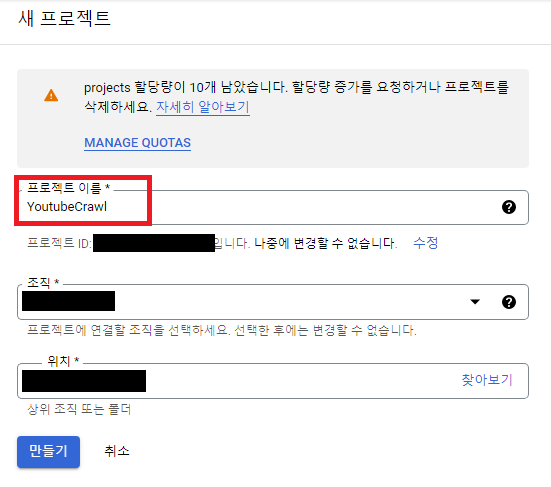 새 프로젝트
projects 할당량이 10개 남았습니다. 할당량 증가를 요청하거나 프로젝트를
삭제하세요. 자세히 알아보기
MANAGE QUOTAS
프로젝트 이름 *
YoutubeCrawl
프로젝트 ID: 입니다. 나중에 변경할 수 없습니다. 수정
조직 *
프로젝트에 연결할 조직을 선택하세요. 선택한 후에는 변경할 수 없습니다.
위치 *
찾아보기
상위 조직 또는 폴더
만들기 취소